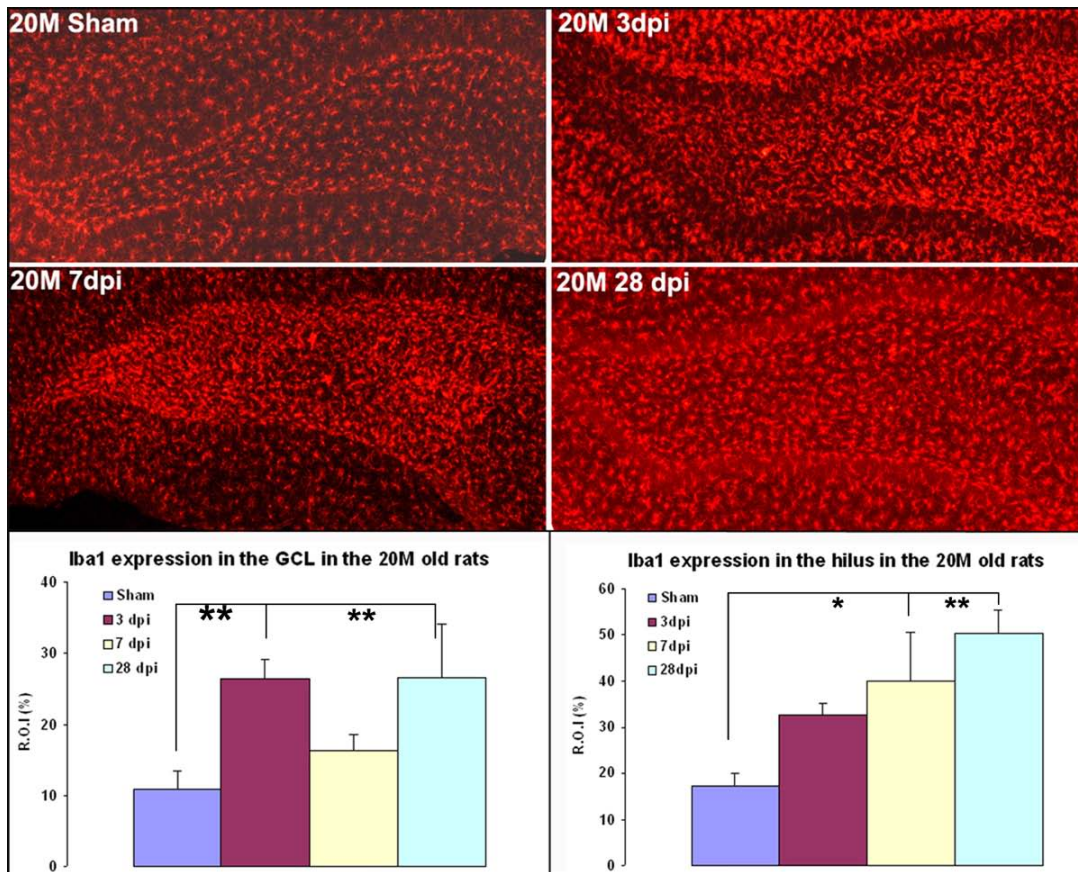 20M Sham
20M 3dpi
20M 7dpi
20M 28 dpi
Iba1 expression in the GCL in the 20M old rats
40
30
20
10
0
R.O.I (%)
Sham
3 dpi
7 dpi
28 dpi
**
**
Iba1 expression in the hilus in the 20M old rats
60
50
40
30
20
10
0
R.O.I (%)
Sham
3dpi
7dpi
28dpi
*
**